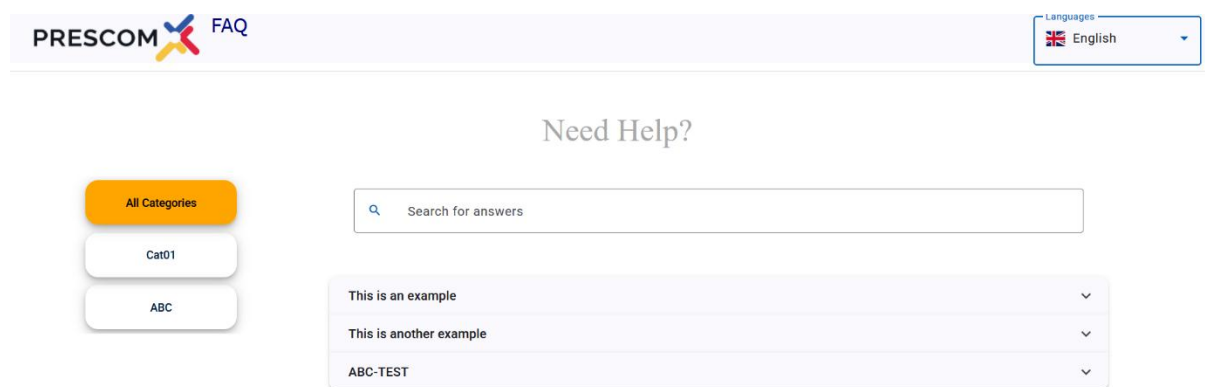 PRESCOM FAQ
Languages
English
Need Help?
All Categories
Cat01
ABC
Search for answers
This is an example
This is another example
ABC-TEST